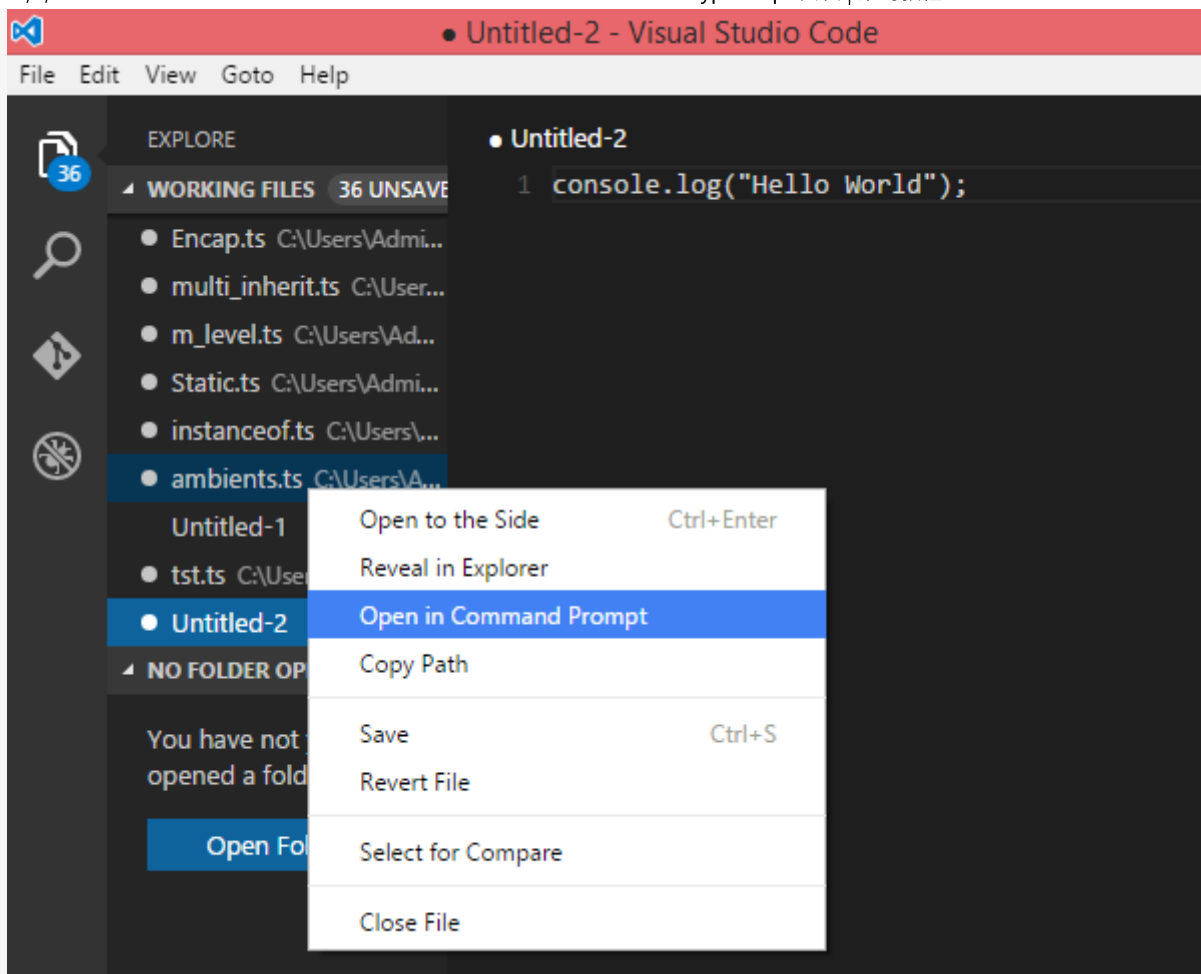 Untitled-2 - Visual Studio Code
File Edit View Goto Help
EXPLORE
36
WORKING FILES 36 UNSAVE
Encap.ts C:\Users\Admi...
multi_inherit.ts C:\User...
m_level.ts C:\Users\Ad...
Static.ts C:\Users\Admi...
instanceof.ts C:\Users\...
ambients.ts C:\Users\A...
Untitled-1
tst.ts C:\User
Untitled-2
NO FOLDER OP
You have not
opened a fold
Open Fol
● Untitled-2
1 console.log("Hello World");
Open to the Side Ctrl+Enter
Reveal in Explorer
Open in Command Prompt
Copy Path
Save Ctrl+S
Revert File
Select for Compare
Close File